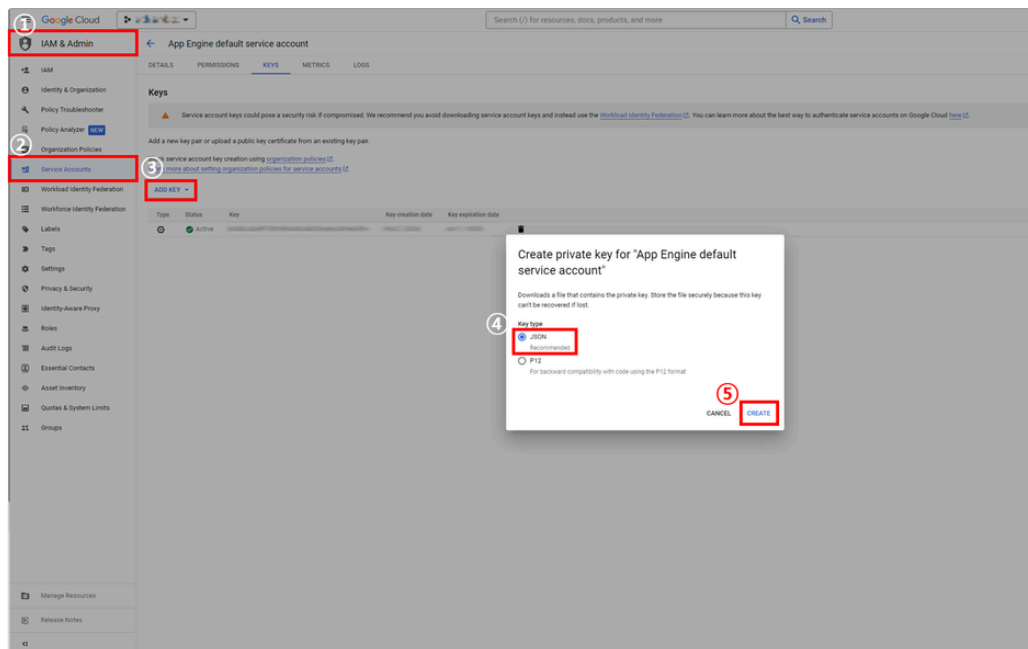 ①
Google Cloud
Search (/) for resources, docs, products, and more
Search
IAM & Admin
App Engine default service account
DETAILS
PERMISSIONS
KEYS
METRICS
LOGS
IAM
Identity & Organization
Policy Troubleshooter
Policy Analyzer NEW
②
Organization Policies
Service Accounts
Workload Identity Federation
Workforce Identity Federation
Labels
Tags
Settings
Privacy & Security
Identity-Aware Proxy
Roles
Audit Logs
Essential Contacts
Asset Inventory
Quotas & System Limits
Groups
Manage Resources
Release Notes
Keys
Service account keys could pose a security risk if compromised. We recommend you avoid downloading service account keys and instead use the Workload Identity Federation. You can learn more about the best way to authenticate service accounts on Google Cloud here.
Add a new key pair or upload a public key certificate from an existing key pair.
service account key creation using organization policies.
more about setting organization policies for service accounts
③
ADD KEY
Type Status Key Key creation date Key expiration date
Active
Create private key for "App Engine default
service account"
Downloads a file that contains the private key. Store the file securely because this key
can't be recovered if lost.
Key type
④
JSON
Recommended
P12
For backward compatibility with code using the P12 format
⑤
CANCEL
CREATE